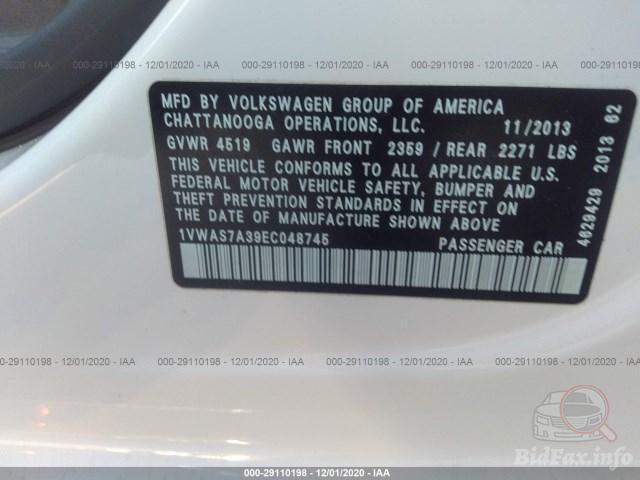 000-29110198 - 12/01/2020 - IAA
MFD BY VOLKSWAGEN GROUP OF AMERICA
CHATTANOOGA OPERATIONS, LLC. 11/2013
GVWR 4519 GAWR FRONT 2359 / REAR 2271 LBS
THIS VEHICLE CONFORMS TO ALL APPLICABLE U.S.
FEDERAL MOTOR VEHICLE SAFETY, BUMPER AND
THEFT PREVENTION STANDARDS IN EFFECT ON
THE DATE OF MANUFACTURE SHOWN ABOVE
1VWAS7A39EC048745 PASSENGER CAR
4629429 2013 62
000-29110198 - 12/01/2020 - IAA
000-29110198 - 12/01/2020 - IAA
BidFax.info